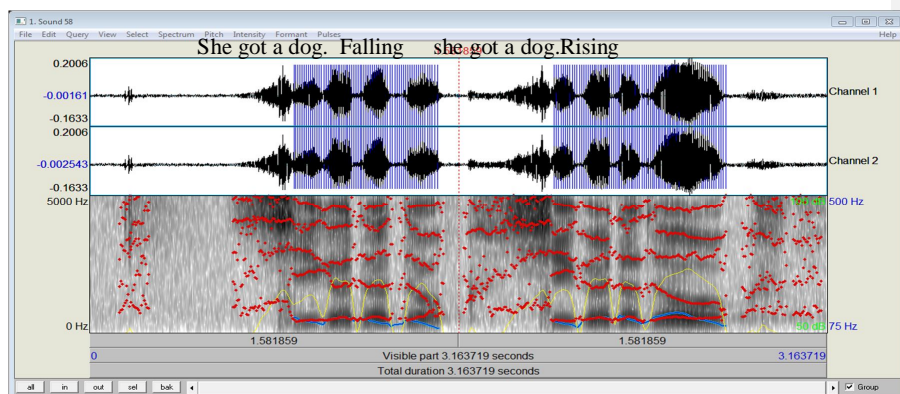 1. Sound 58
File Edit Query View Select Spectrum Pitch Intensity Formant Pulses Help
She got a dog. Falling she got a dog.Rising
0.2006
-0.00161
-0.1633
Channel 1
0.2006
-0.002543
-0.1633
Channel 2
5000 Hz
500 Hz
0 Hz
75 Hz
1.581859 1.581859
0 Visible part 3.163719 seconds 3.163719
Total duration 3.163719 seconds
all in out sel bak Group